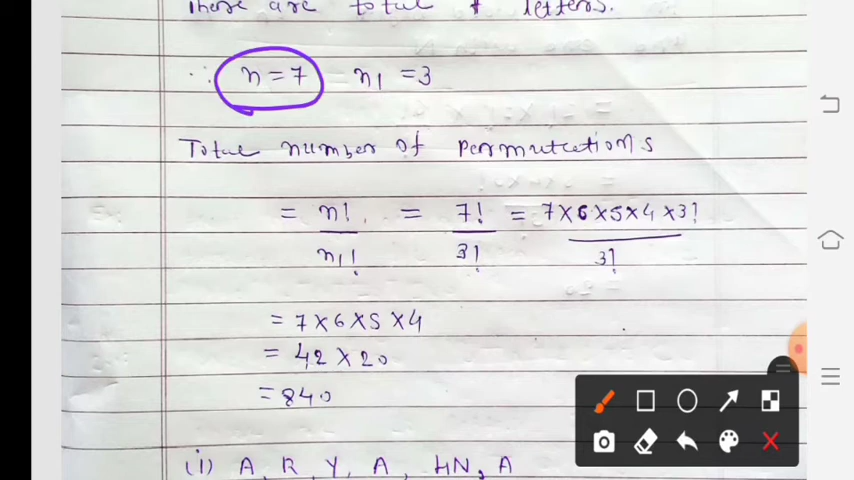 There are total 7 letters.
∴ n = 7 n₁ = 3
Total number of permutations
= n! / n₁! = 7! / 3! = 7×6×5×4×3! / 3!
= 7×6×5×4
= 42×20
= 840
(i) A, R, Y, A, HN, A